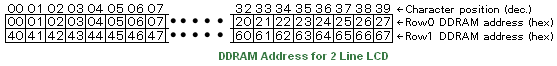 00 01 02 03 04 05 06 07 32 33 34 35 36 37 38 39 ←Character position (dec.)
00 01 02 03 04 05 06 07 • • • • • 20 21 22 23 24 25 26 27 ←Row0 DDRAM address (hex)
40 41 42 43 44 45 46 47 60 61 62 63 64 65 66 67 ←Row1 DDRAM address (hex)
DDRAM Address for 2 Line LCD